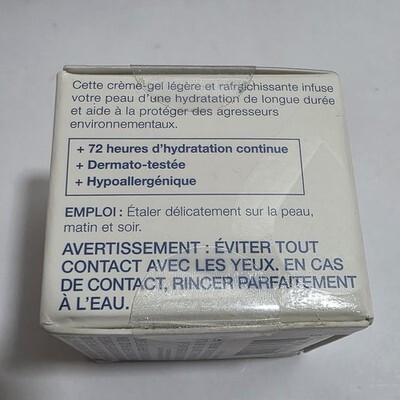 Cette crème-gel légère et rafraîchissante infuse
votre peau d'une hydratation de longue durée
et aide à la protéger des agresseurs
environnementaux.
+ 72 heures d'hydratation continue
+ Dermato-testée
+ Hypoallergénique
EMPLOI : Étaler délicatement sur la peau,
matin et soir.
AVERTISSEMENT : ÉVITER TOUT
CONTACT AVEC LES YEUX. EN CAS
DE CONTACT, RINCER PARFAITEMENT
À L'EAU.